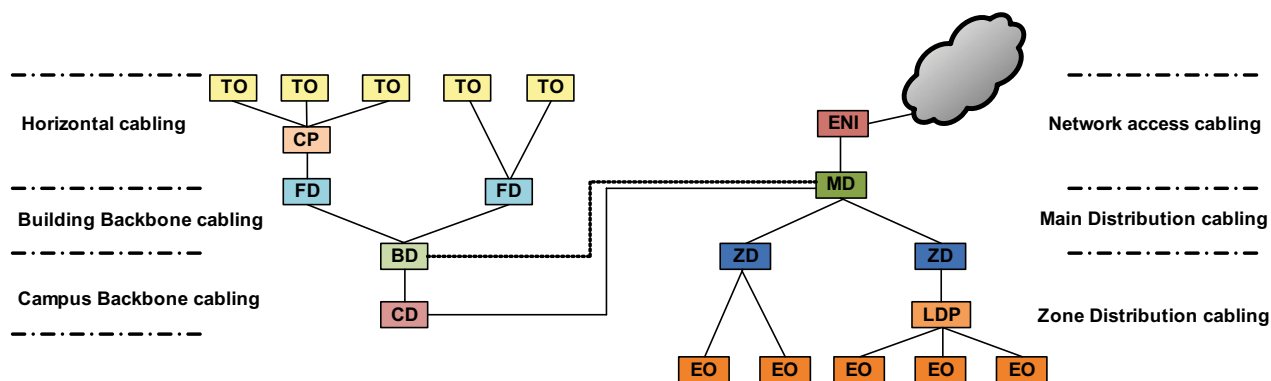 TO TO TO TO TO
Horizontal cabling
ENI
Network access cabling
CP
FD FD
MD
Building Backbone cabling
Main Distribution cabling
BD
ZD ZD
Campus Backbone cabling
CD
LDP
Zone Distribution cabling
EO EO EO EO EO